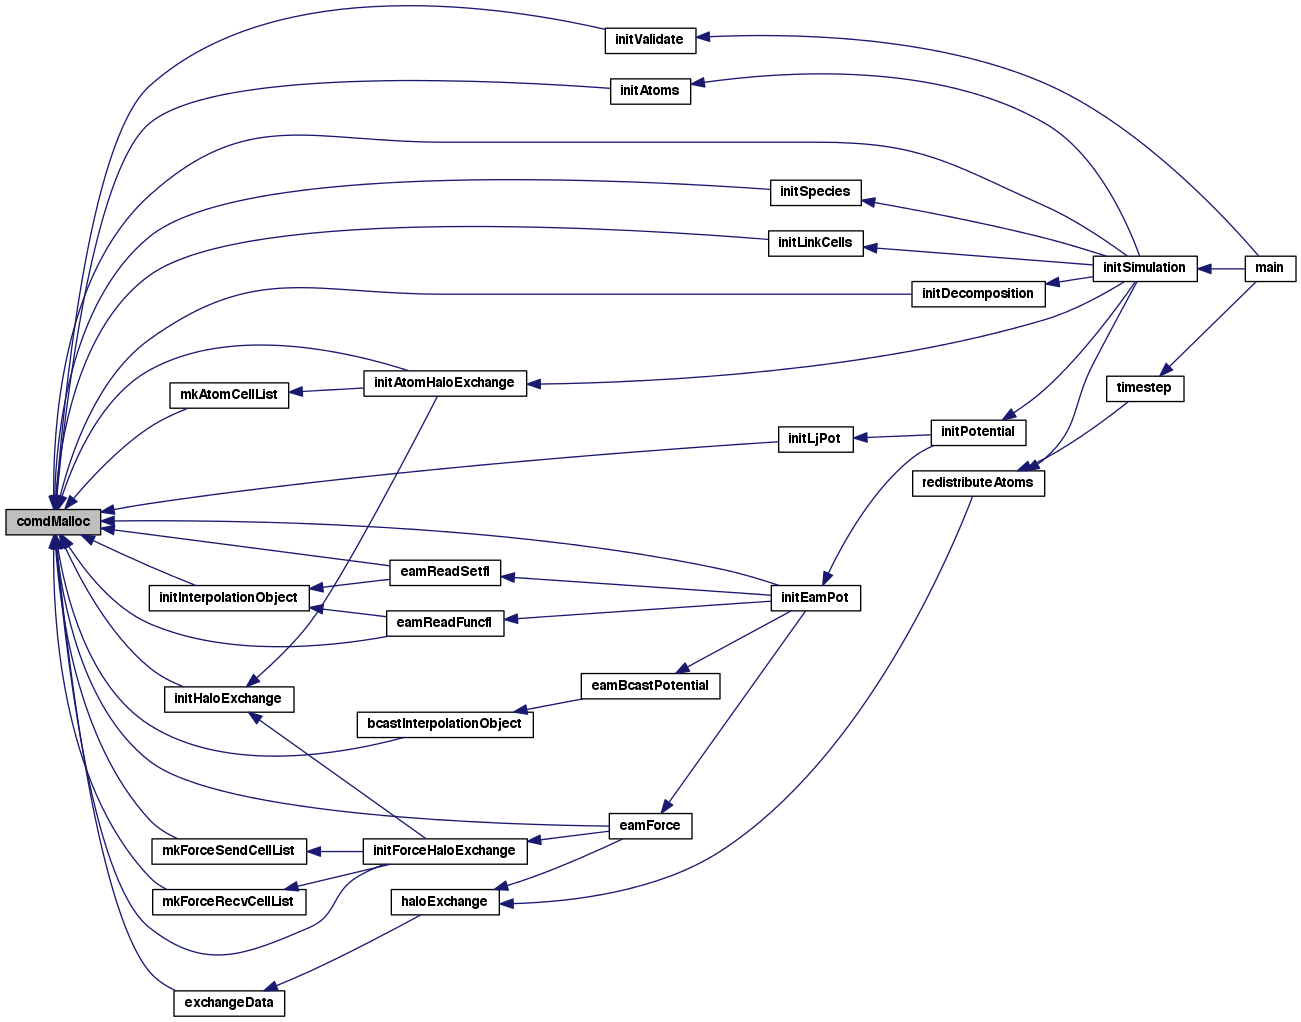 initValidate
initAtoms
initSpecies
initLinkCells
initSimulation
main
initDecomposition
initAtomHaloExchange
mkAtomCellList
timestep
initLjPot
initPotential
redistributeAtoms
comdMalloc
eamReadSetfl
initInterpolationObject
initEamPot
eamReadFuncfl
eamBcastPotential
initHaloExchange
bcastInterpolationObject
eamForce
mkForceSendCellList
initForceHaloExchange
mkForceRecvCellList
haloExchange
exchangeData